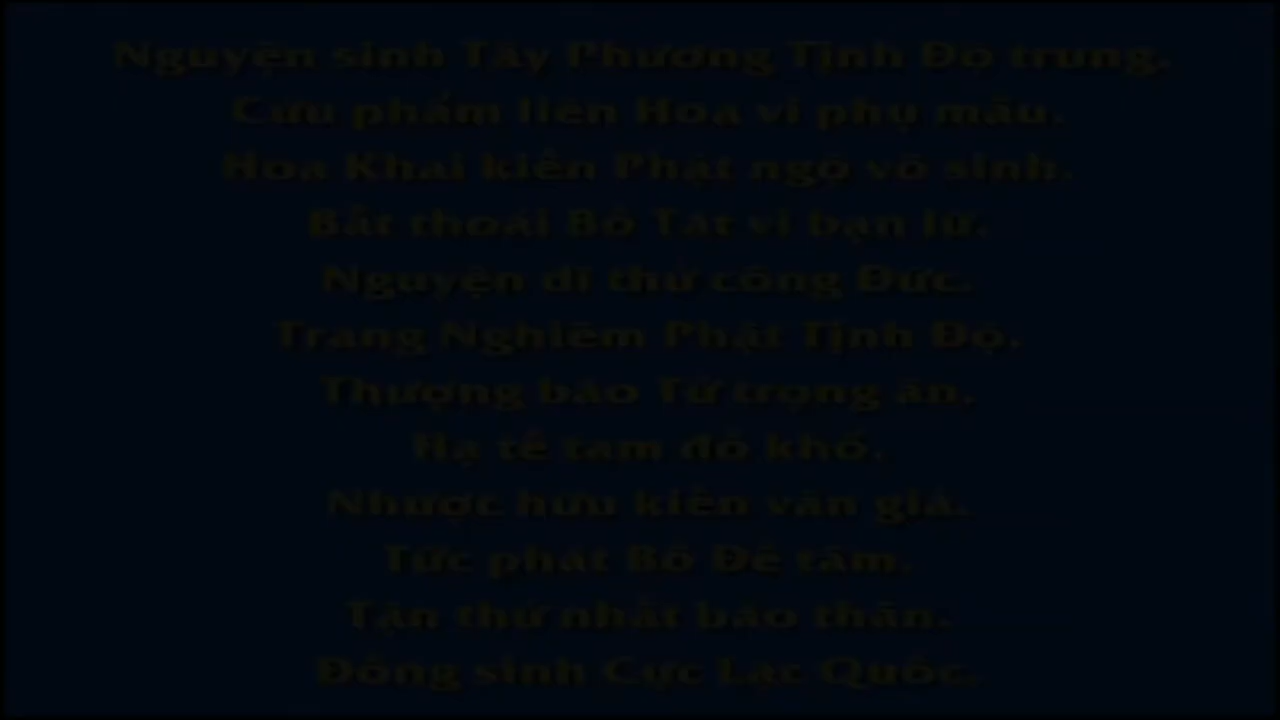 Nguyện sinh Tây Phương Tịnh Độ trung,
Cửu phẩm liên Hoa vi phụ mẫu.
Hoa Khai kiến Phật ngộ vô sinh.
Bất thoái Bồ Tát vi bạn lữ.
Nguyện dĩ thử công Đức.
Trang Nghiêm Phật Tịnh Độ.
Thượng báo Tứ trọng ân,
Hạ tế tam đồ khổ.
Nhược hữu kiến văn giả.
Tức phát Bồ Đề tâm.
Tận thử nhất báo thân.
Đồng sinh Cực Lạc Quốc.